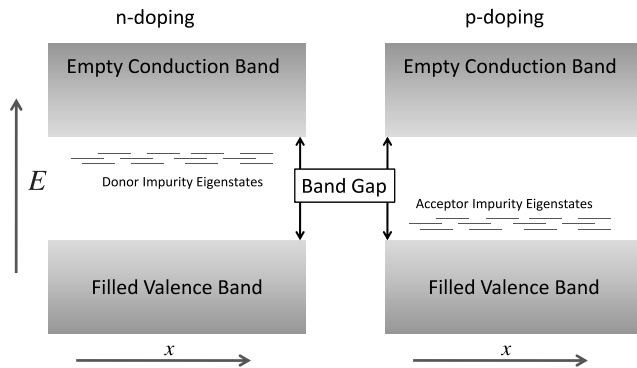 n-doping
p-doping
Empty Conduction Band
Empty Conduction Band
E
Donor Impurity Eigenstates
Band Gap
Acceptor Impurity Eigenstates
Filled Valence Band
Filled Valence Band
x
x